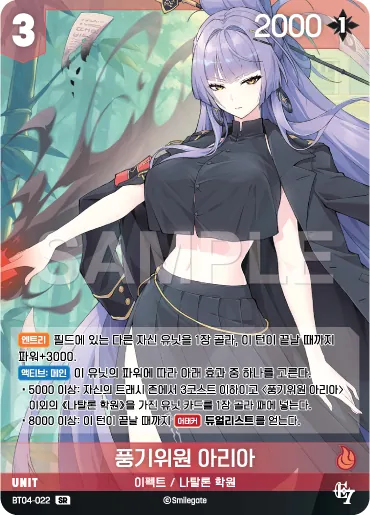 3
2000 1
SAMPLE
엔트리 필드에 있는 다른 자신 유닛을 1장 골라, 이 턴이 끝날 때까지
파워+3000.
액티브: 메인 이 유닛의 파워에 따라 아래 효과 중 하나를 고른다.
· 5000 이상: 자신의 트래시 존에서 3코스트 이하이고 <풍기위원 아리아>
이외의 《나탈론 학원》을 가진 유닛 카드를 1장 골라 패에 넣는다.
· 8000 이상: 이 턴이 끝날 때까지 어태커 듀얼리스트를 얻는다.
풍기위원 아리아
UNIT
이펙트 / 나탈론 학원
BT04-022 SR
©Smilegate
E7